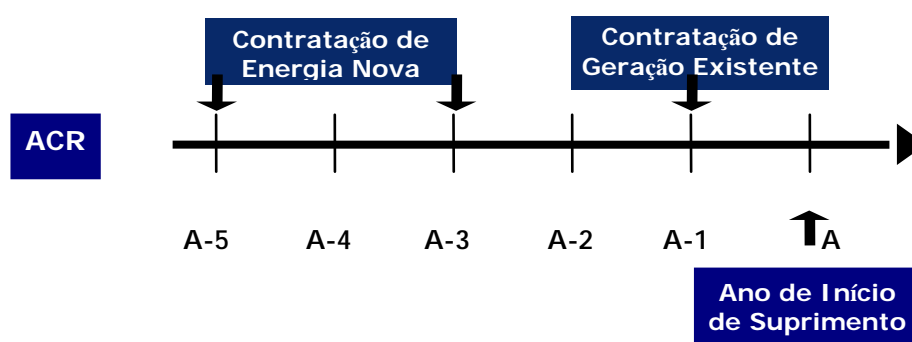 Contratação de
Energia Nova
Contratação de
Geração Existente
ACR
A-5 A-4 A-3 A-2 A-1 A
Ano de Início
de Suprimento